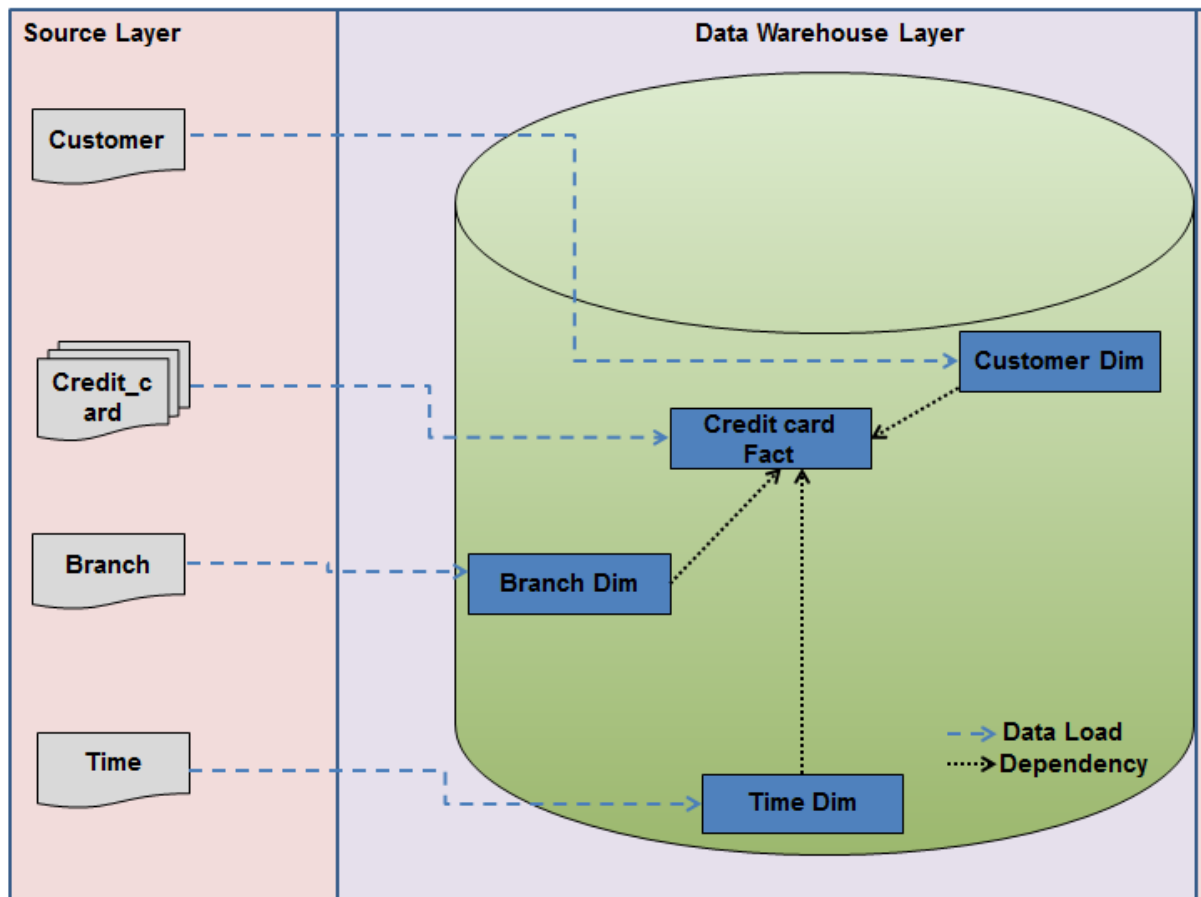 Source Layer
Data Warehouse Layer
Customer
Customer Dim
Credit_c
ard
Credit card
Fact
Branch
Branch Dim
Data Load
Dependency
Time
Time Dim